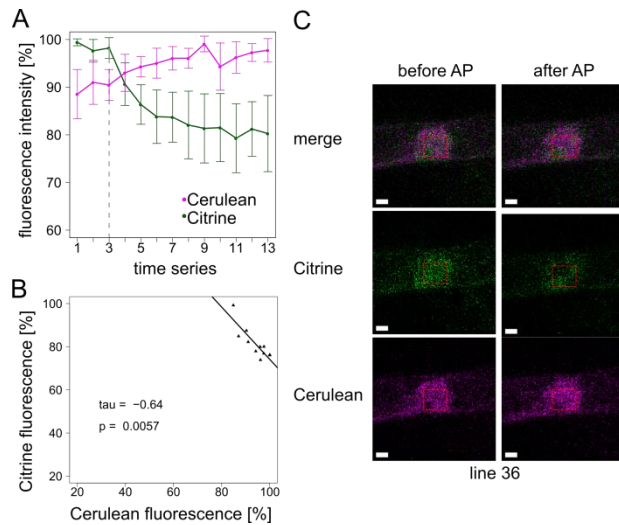 A
fluorescence intensity [%]
100
90
80
70
60
Cerulean
Citrine
1 3 5 7 9 11 13
time series
B
Citrine fluorescence [%]
100
80
60
40
20
tau = −0.64
p = 0.0057
20 40 60 80 100
Cerulean fluorescence [%]
C
before AP after AP
merge
Citrine
Cerulean
line 36